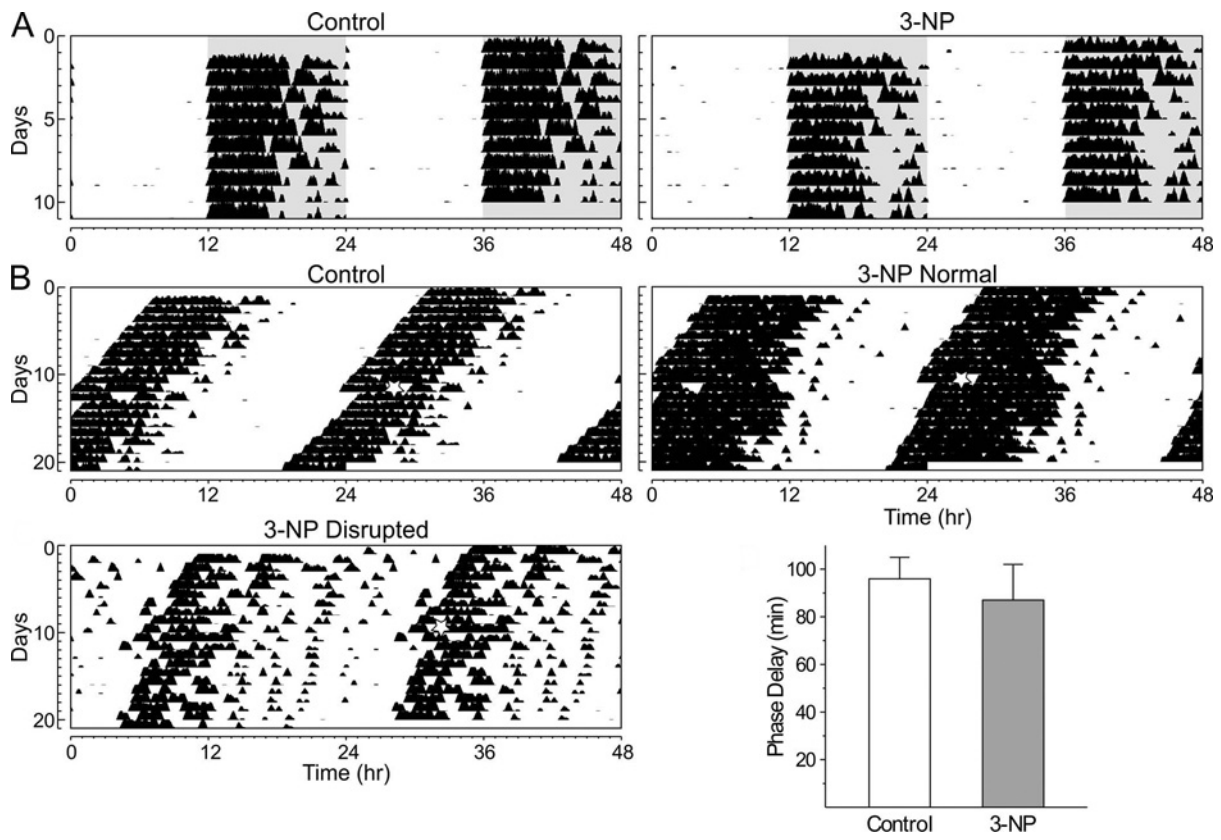 A
Control
3-NP
Days
0
5
10
0 12 24 36 48
0 12 24 36 48
B
Control
3-NP Normal
Days
0
10
20
0 12 24 36 48
0 12 24 36 48
Time (hr)
3-NP Disrupted
Days
0
10
20
0 12 24 36 48
Time (hr)
Phase Delay (min)
100
80
60
40
20
Control 3-NP